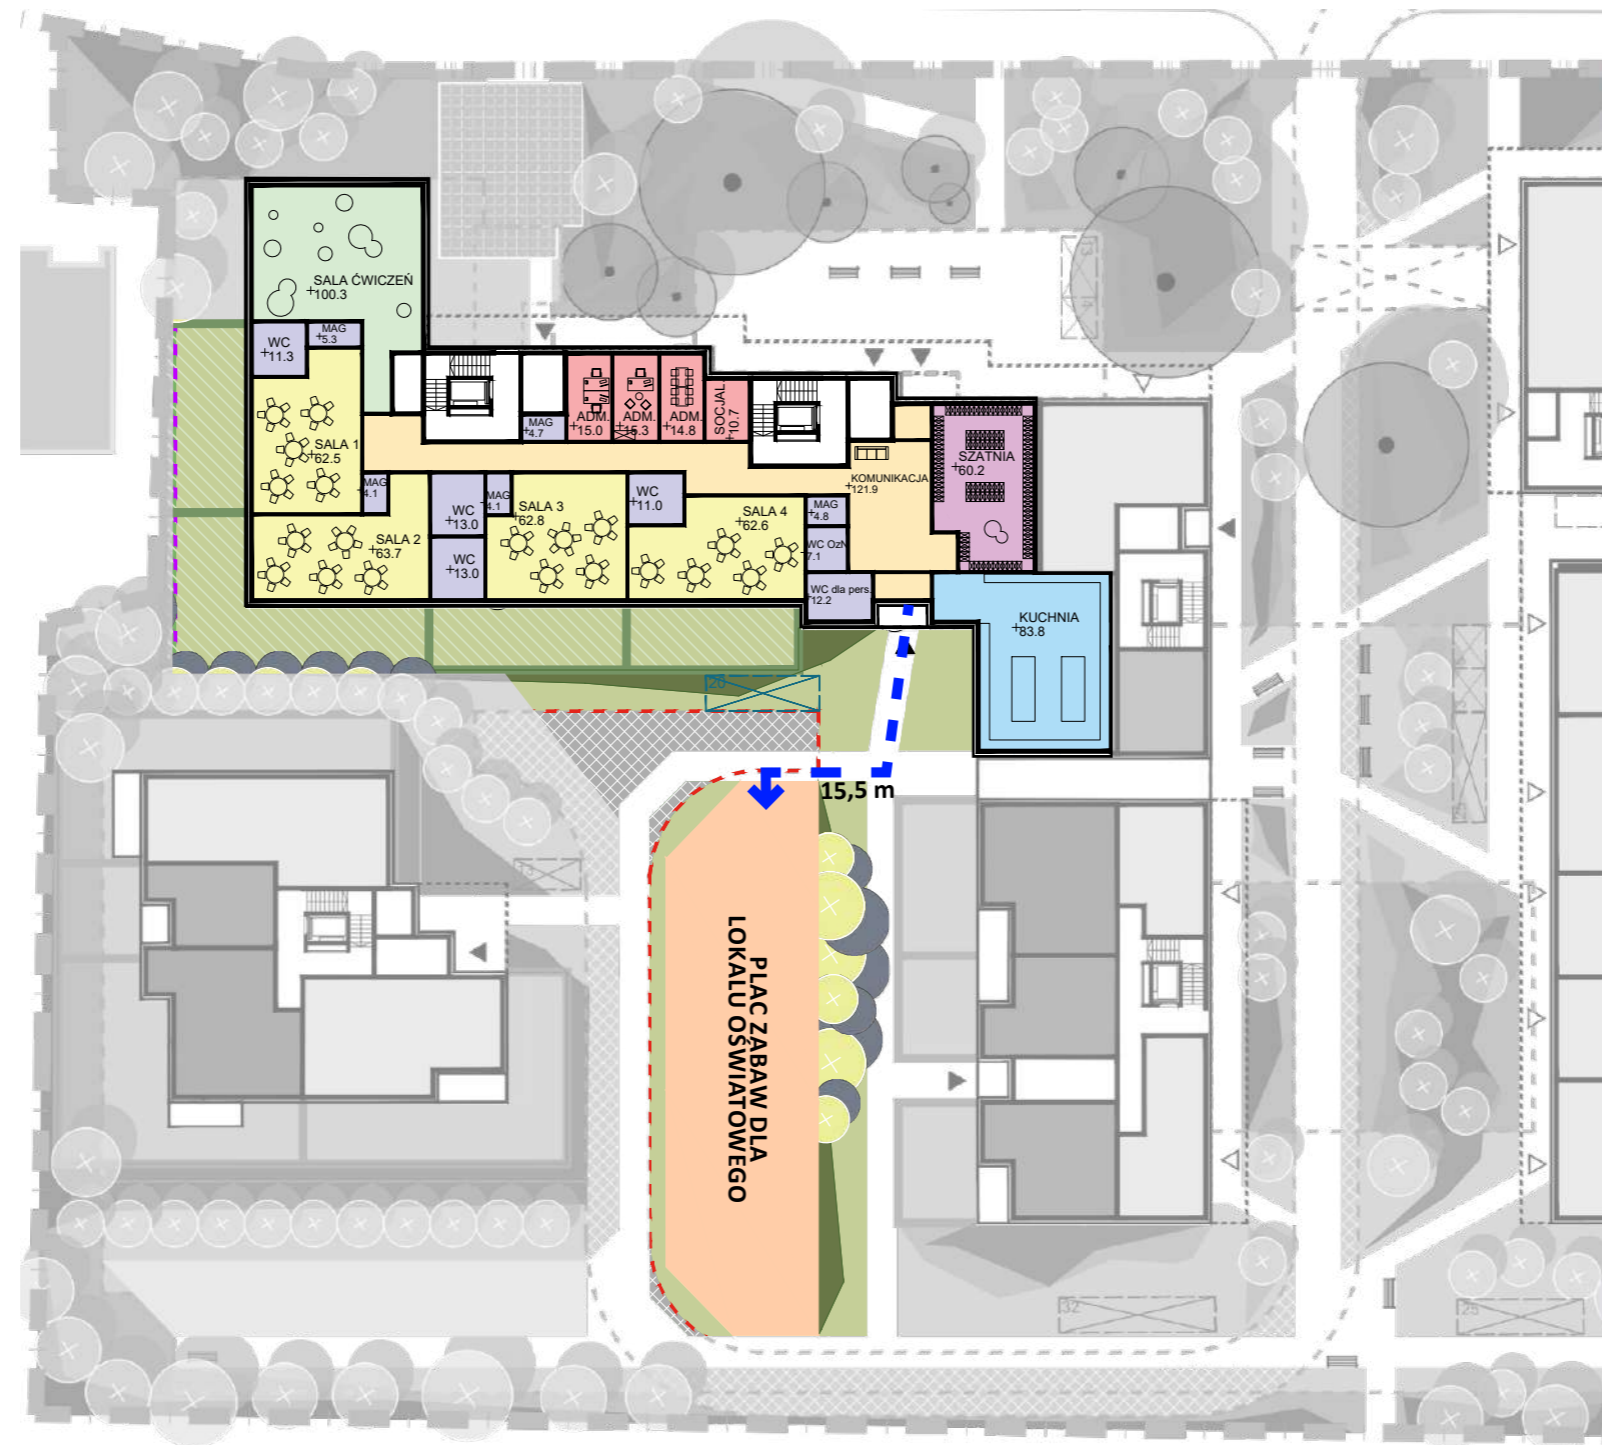 SALA ĆWICZEŃ
100.3
MAG
5.3
WC
11.3
SALA 1
62.5
MAG
4.7
ADM.
15.0
ADM.
15.3
ADM.
14.8
SOCJAL
10.7
SZATNIA
60.2
KOMUNIKACJA
121.9
MAG
4.1
WC
13.0
MAG
4.1
SALA 3
62.8
WC
11.0
SALA 4
62.6
MAG
4.8
SALA 2
63.7
WC
13.0
WC OzN
7.1
WC dla pers.
12.2
KUCHNIA
83.8
20
15,5 m
13
PLAC ZABAW DLA
LOKALU OŚWIATOWEGO
32
25